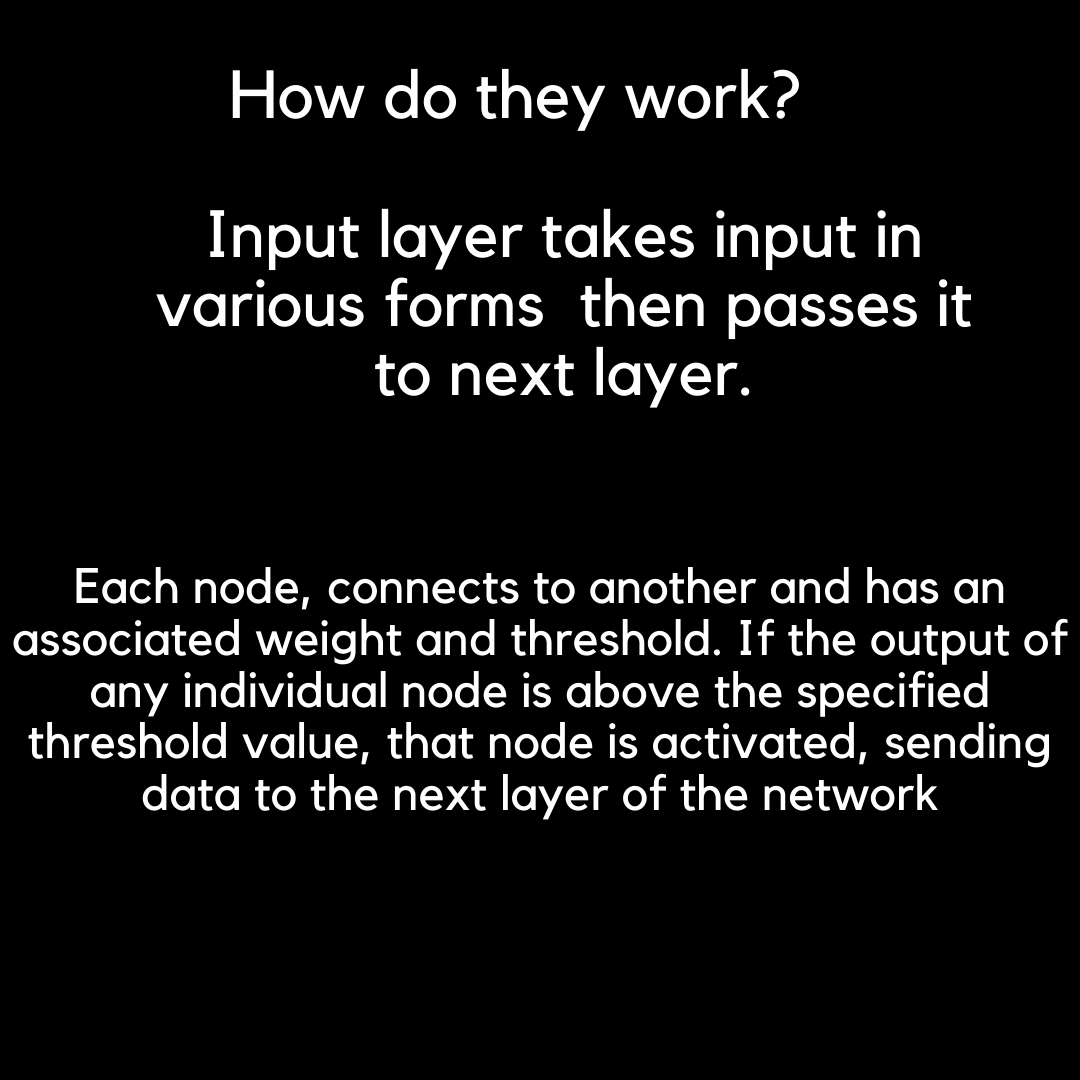 How do they work?
Input layer takes input in
various forms  then passes it
to next layer.
Each node, connects to another and has an
associated weight and threshold. If the output of
any individual node is above the specified
threshold value, that node is activated, sending
data to the next layer of the network